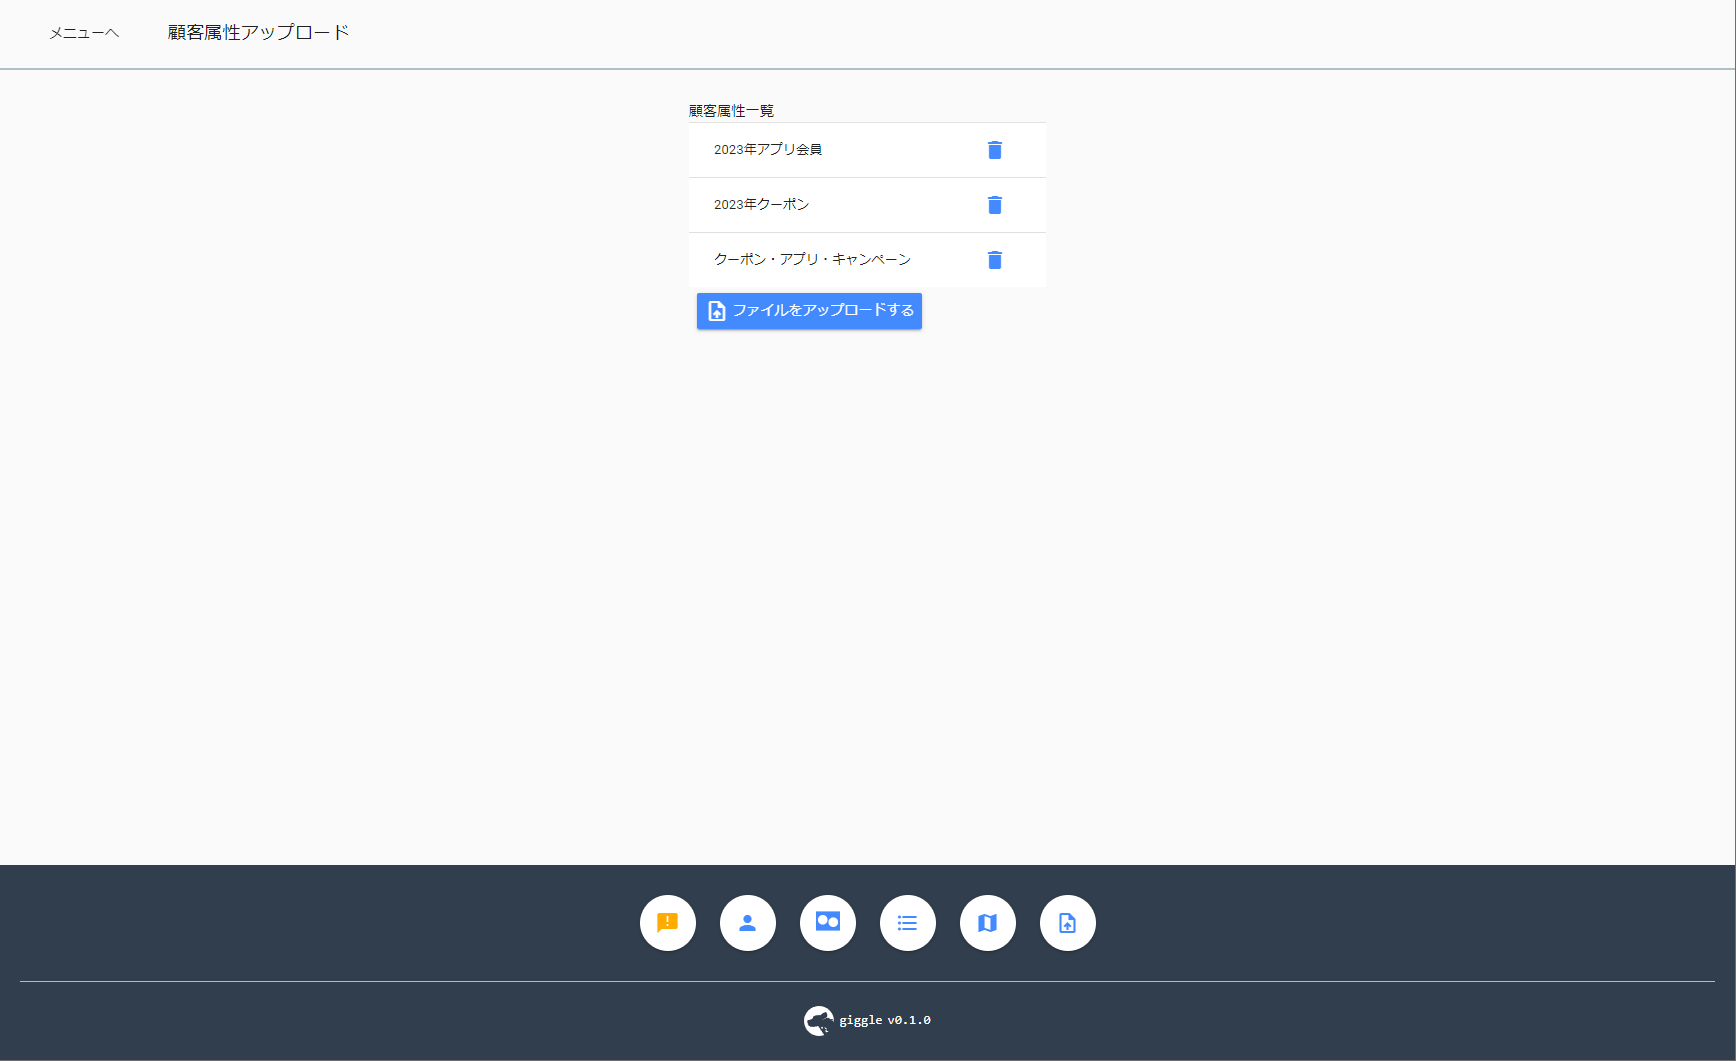 メニューへ
顧客属性アップロード
顧客属性一覧
2023年アプリ会員
2023年クーポン
クーポン・アプリ・キャンペーン
ファイルをアップロードする
giggle v0.1.0